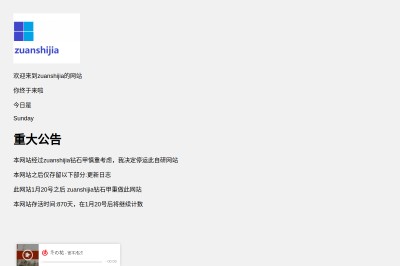 zuanshijia
欢迎来到zuanshijia的网站
你终于来啦
今日是
Sunday
重大公告
本网站经过zuanshijia钻石甲慎重考虑，我决定停运此自研网站
本网站之后仅存留以下部分:更新日志
此网站1月20号之后 zuanshijia钻石甲重做此网站
本网站存活时间:870天，在1月20号后将继续计数